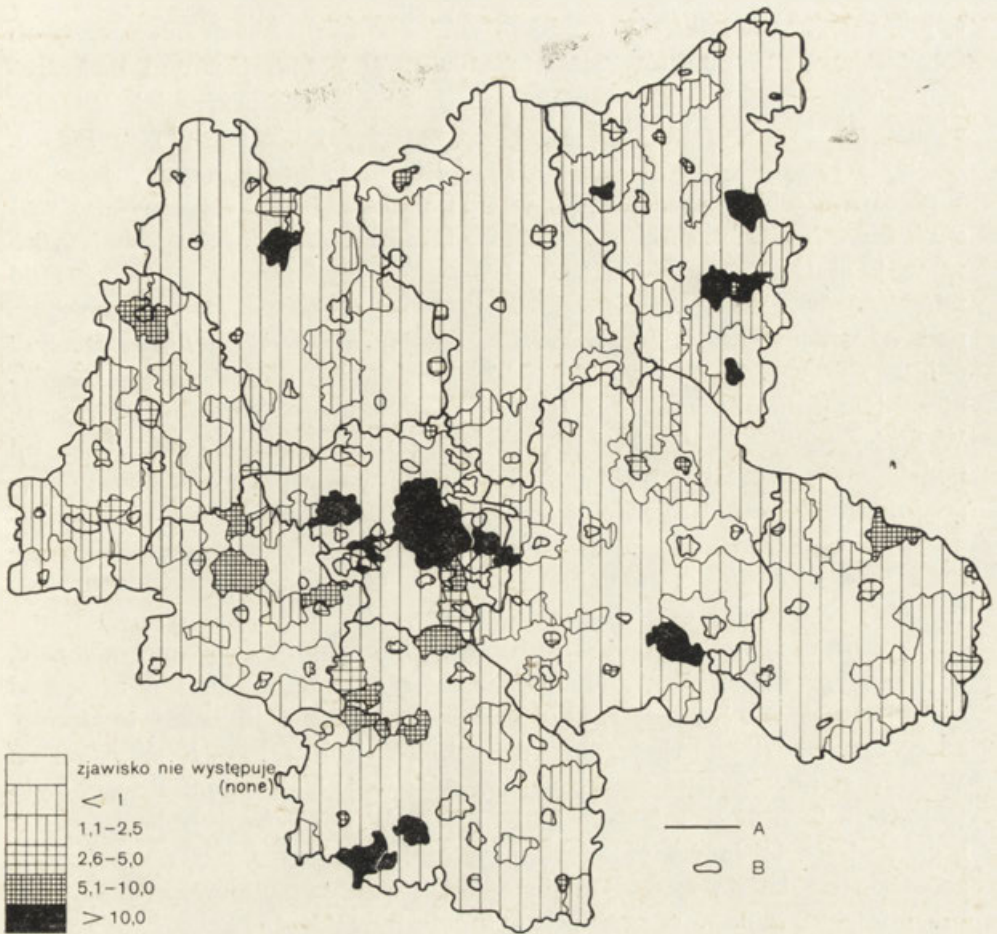 zjawisko nie występuje
(none)
< 1
1,1–2,5
2,6–5,0
5,1–10,0
> 10,0
A
B